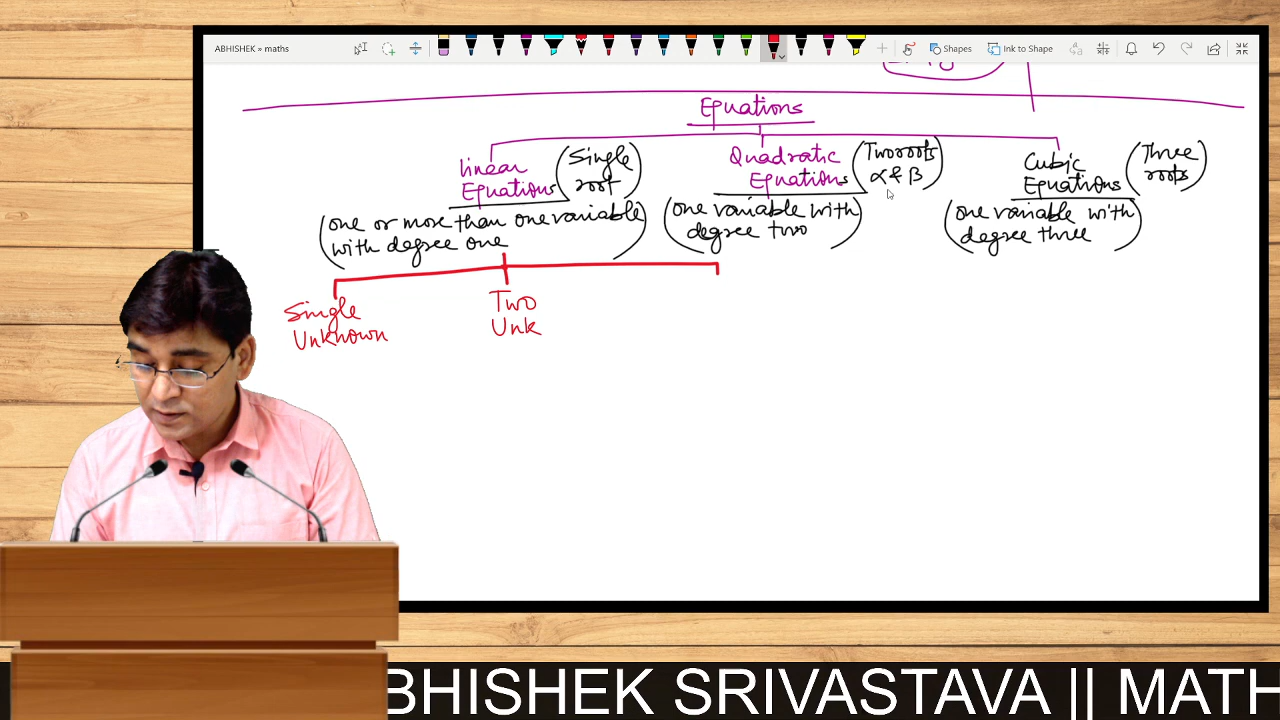 ABHISHEK » maths
Shapes
Ink to Shape
Equations
Linear
Equations
(Single
root)
Quadratic
Equations
(Two roots
α & β)
Cubic
Equations
(Three
roots)
(one or more than one variable
with degree one)
(one variable with
degree two)
(one variable with
degree three)
Single
Unknown
Two
Unk
BHISHEK SRIVASTAVA || MATH